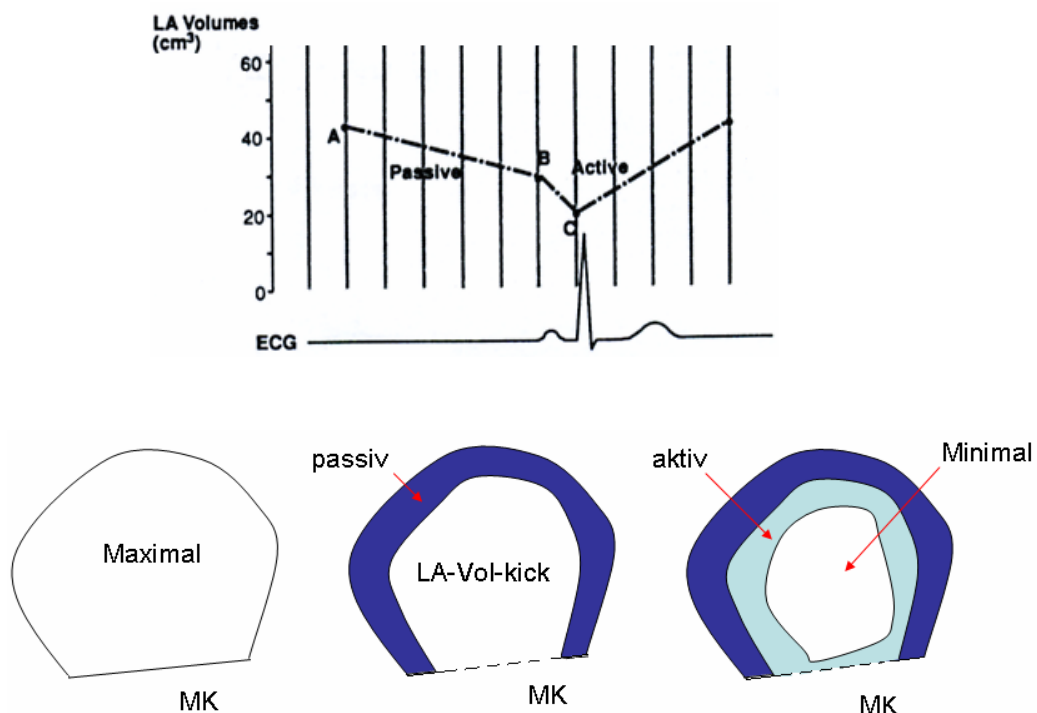 LA Volumes
(cm³)
60
40
20
0
A
Passive
B
Active
C
ECG
Maximal
MK
passiv
LA-Vol-kick
MK
aktiv
Minimal
MK